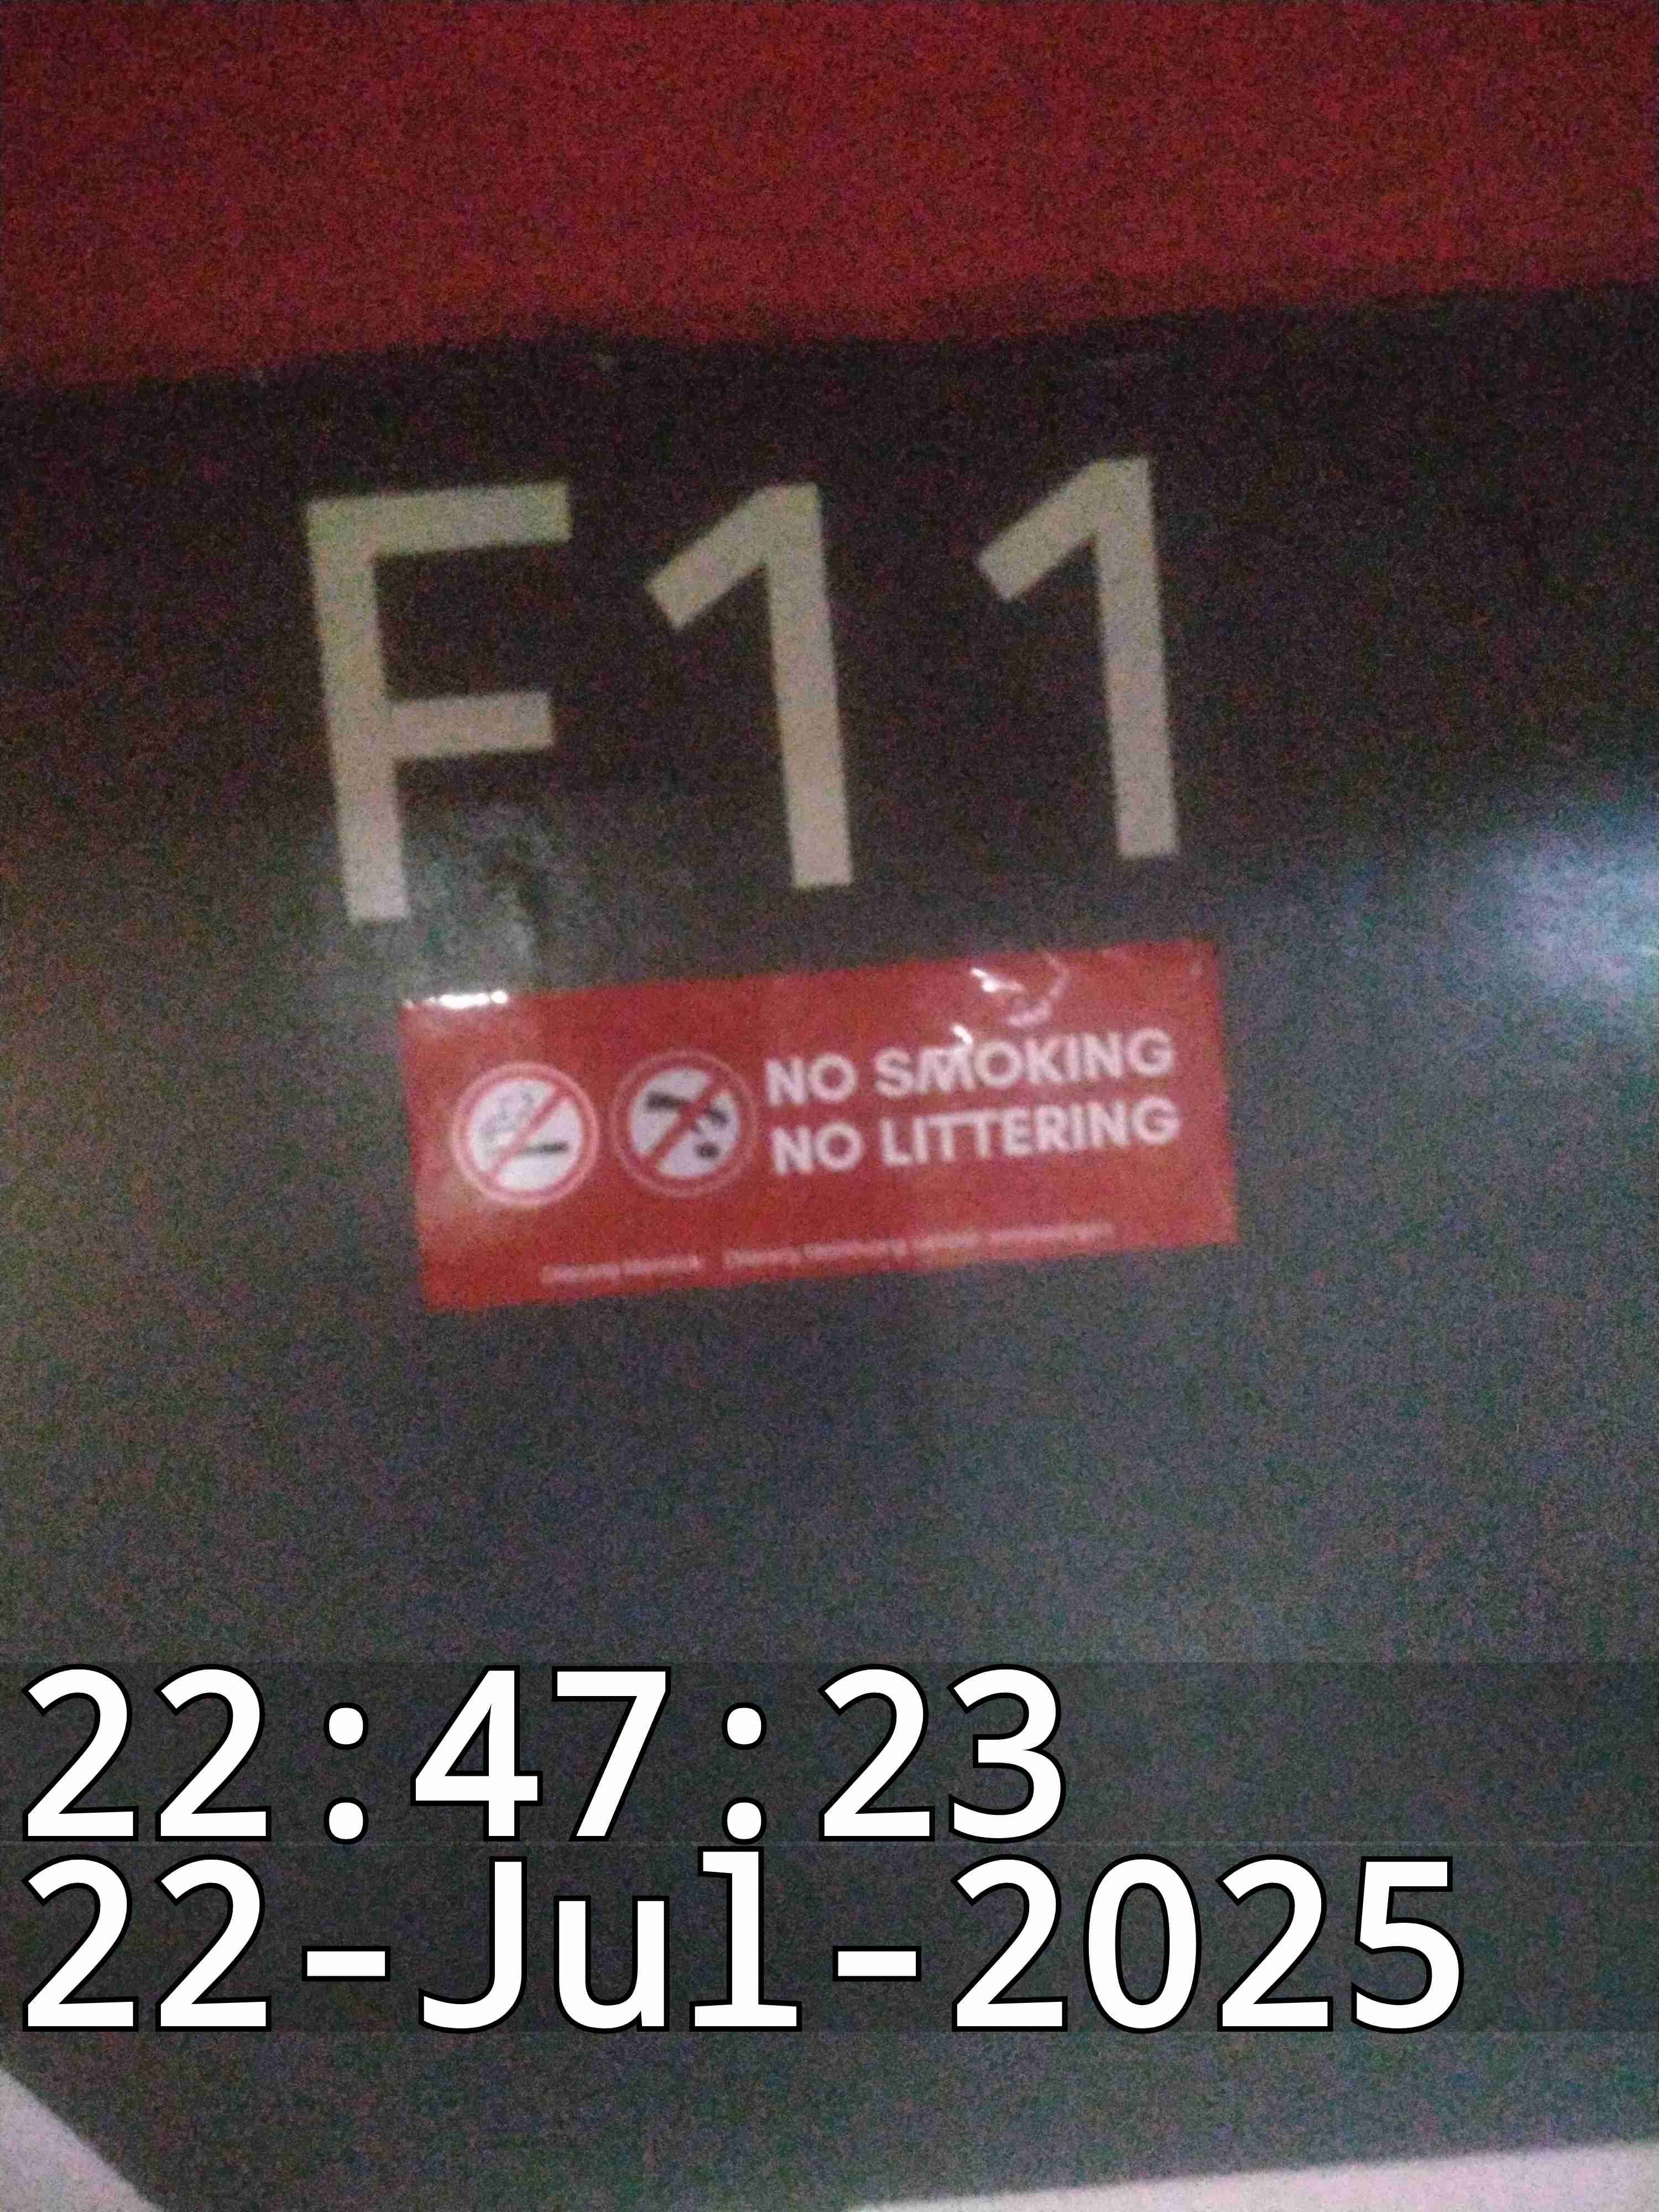 F11
NO SMOKING
NO LITTERING
22:47:23
22-Jul-2025